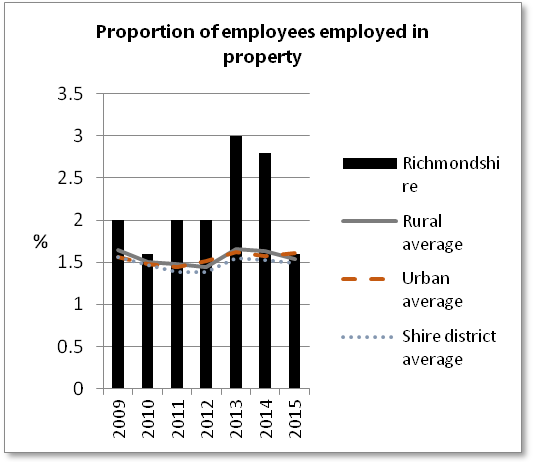 Proportion of employees employed in
property
3.5
3
2.5
2
1.5
1
0.5
0
%
2009
2010
2011
2012
2013
2014
2015
Richmondshi
re
Rural
average
Urban
average
Shire district
average